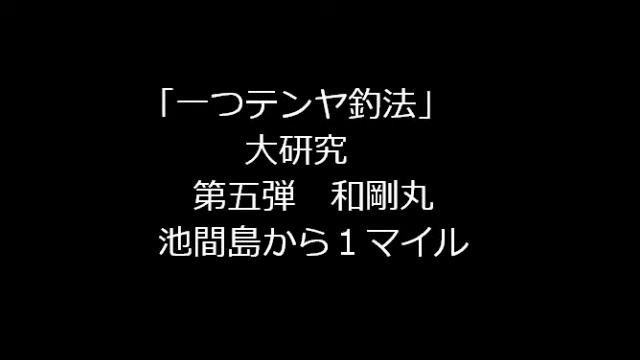 「一つテンヤ釣法」
大研究
第五弾　和剛丸
池間島から１マイル